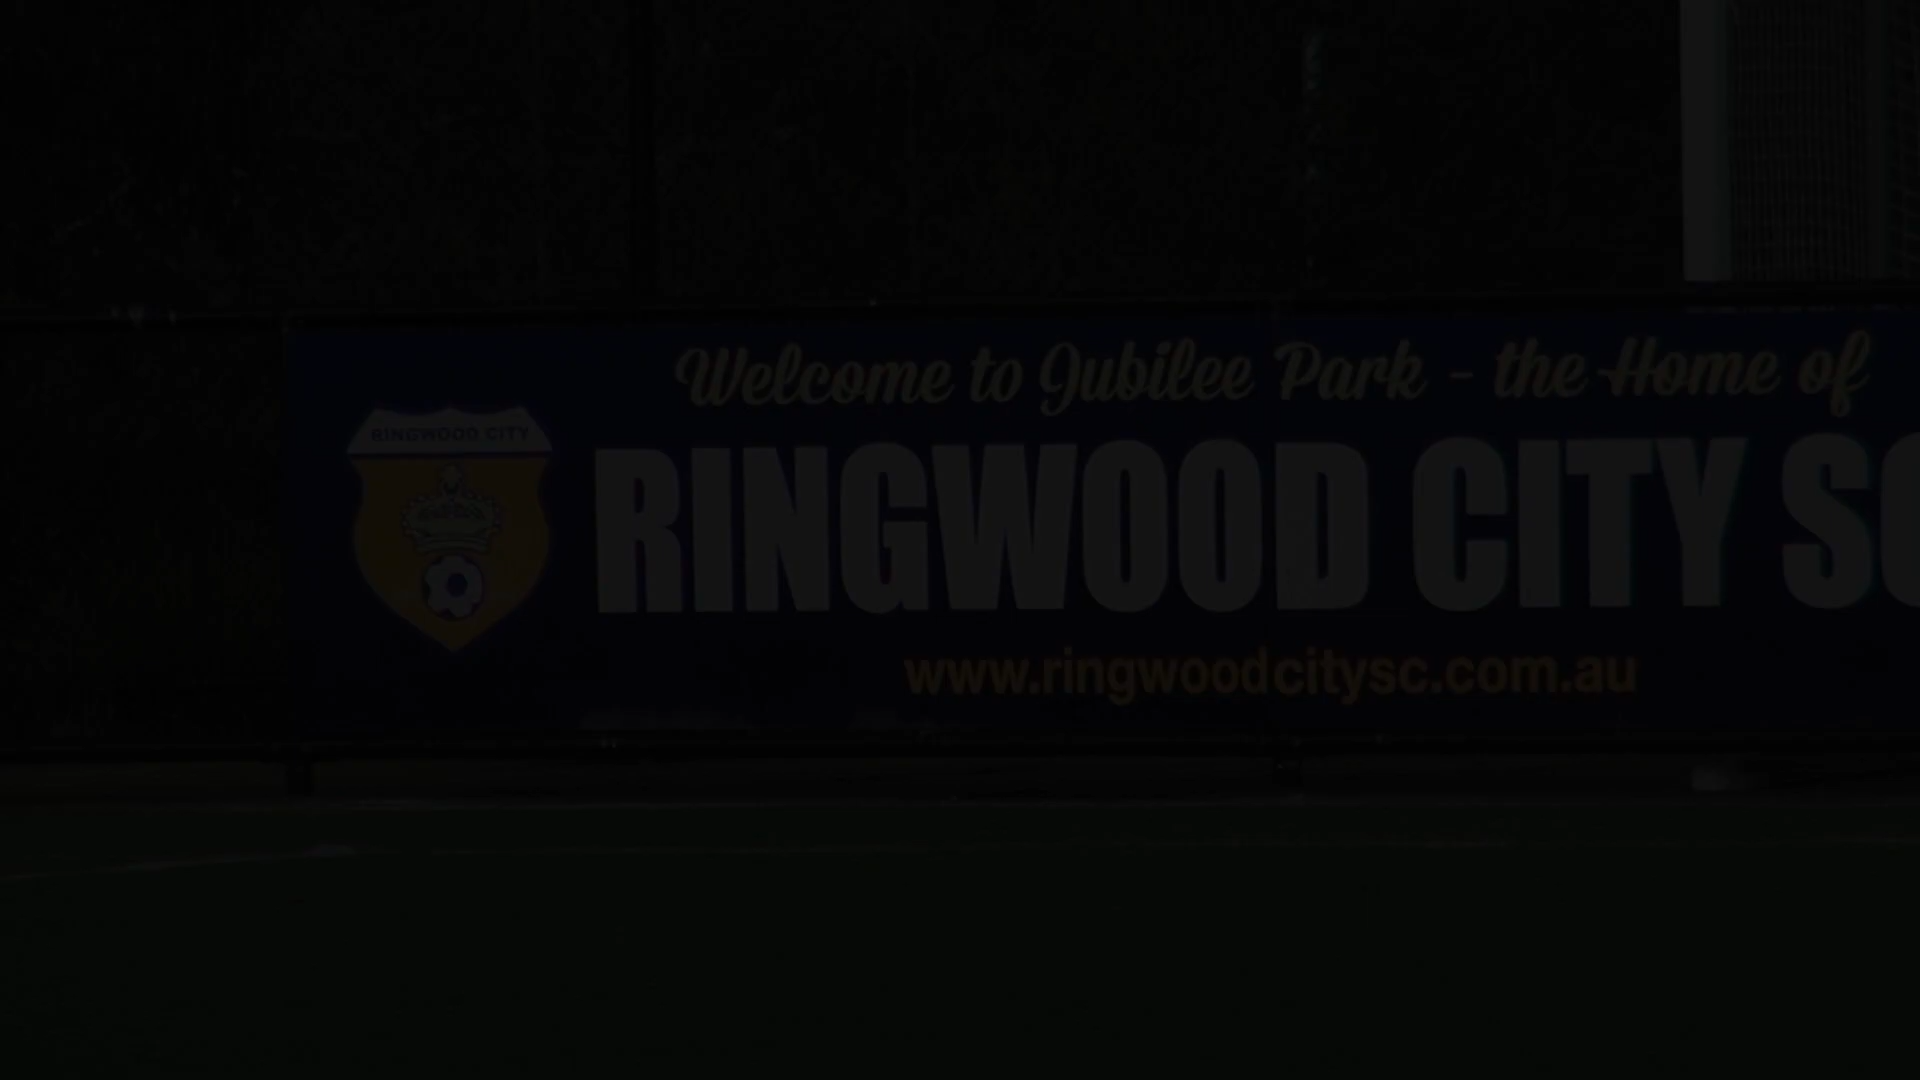 Welcome to Jubilee Park - the Home of
RINGWOOD CITY
RINGWOOD CITY S
www.ringwoodcitysc.com.au